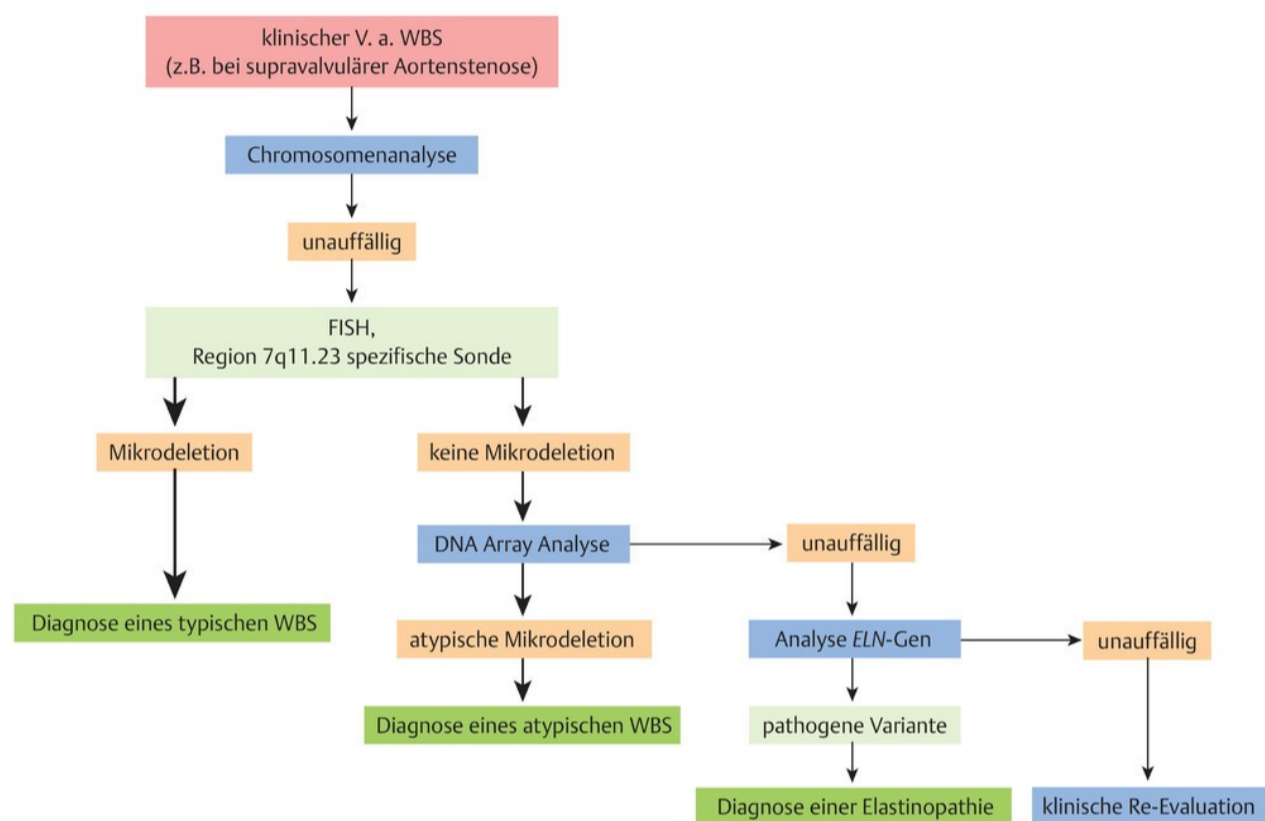 klinischer V. a. WBS
(z.B. bei supravalvulärer Aortenstenose)
Chromosomenanalyse
unauffällig
FISH,
Region 7q11.23 spezifische Sonde
Mikrodeletion
keine Mikrodeletion
DNA Array Analyse
unauffällig
Diagnose eines typischen WBS
atypische Mikrodeletion
Analyse ELN-Gen
unauffällig
Diagnose eines atypischen WBS
pathogene Variante
Diagnose einer Elastinopathie
klinische Re-Evaluation